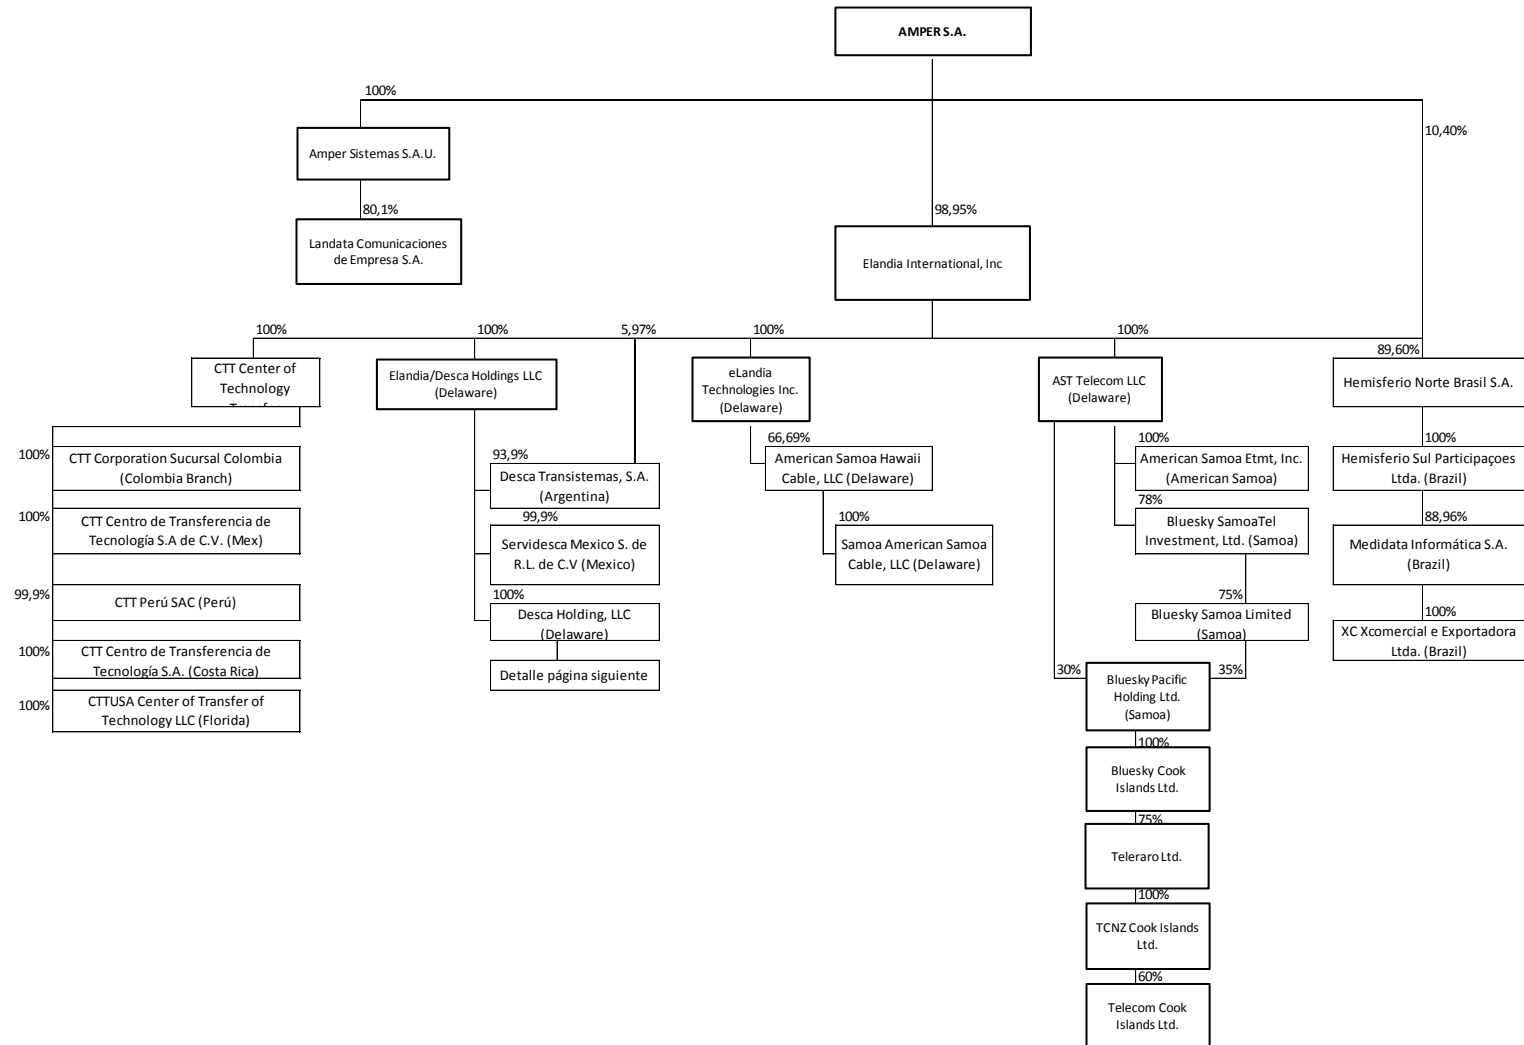 AMPER S.A.
100%
10,40%
Amper Sistemas S.A.U.
80,1%
98,95%
Landata Comunicaciones
de Empresa S.A.
Elandia International, Inc
100%
100%
5,97%
100%
100%
89,60%
CTT Center of
Technology
Elandia/Desca Holdings LLC
(Delaware)
eLandia
Technologies Inc.
(Delaware)
AST Telecom LLC
(Delaware)
Hemisferio Norte Brasil S.A.
100%
CTT Corporation Sucursal Colombia
(Colombia Branch)
93,9%
Desca Transistemas, S.A.
(Argentina)
66,69%
American Samoa Hawaii
Cable, LLC (Delaware)
100%
American Samoa Etmt, Inc.
(American Samoa)
100%
Hemisferio Sul Participaçoes
Ltda. (Brazil)
100%
CTT Centro de Transferencia de
Tecnología S.A de C.V. (Mex)
99,9%
Servidesca Mexico S. de
R.L. de C.V (Mexico)
100%
Samoa American Samoa
Cable, LLC (Delaware)
78%
Bluesky SamoaTel
Investment, Ltd. (Samoa)
88,96%
Medidata Informática S.A.
(Brazil)
99,9%
CTT Perú SAC (Perú)
100%
Desca Holding, LLC
(Delaware)
75%
Bluesky Samoa Limited
(Samoa)
100%
XC Xcomercial e Exportadora
Ltda. (Brazil)
100%
CTT Centro de Transferencia de
Tecnología S.A. (Costa Rica)
Detalle página siguiente
30%
35%
Bluesky Pacific
Holding Ltd.
(Samoa)
100%
CTTUSA Center of Transfer of
Technology LLC (Florida)
100%
Bluesky Cook
Islands Ltd.
75%
Teleraro Ltd.
100%
TCNZ Cook Islands
Ltd.
60%
Telecom Cook
Islands Ltd.